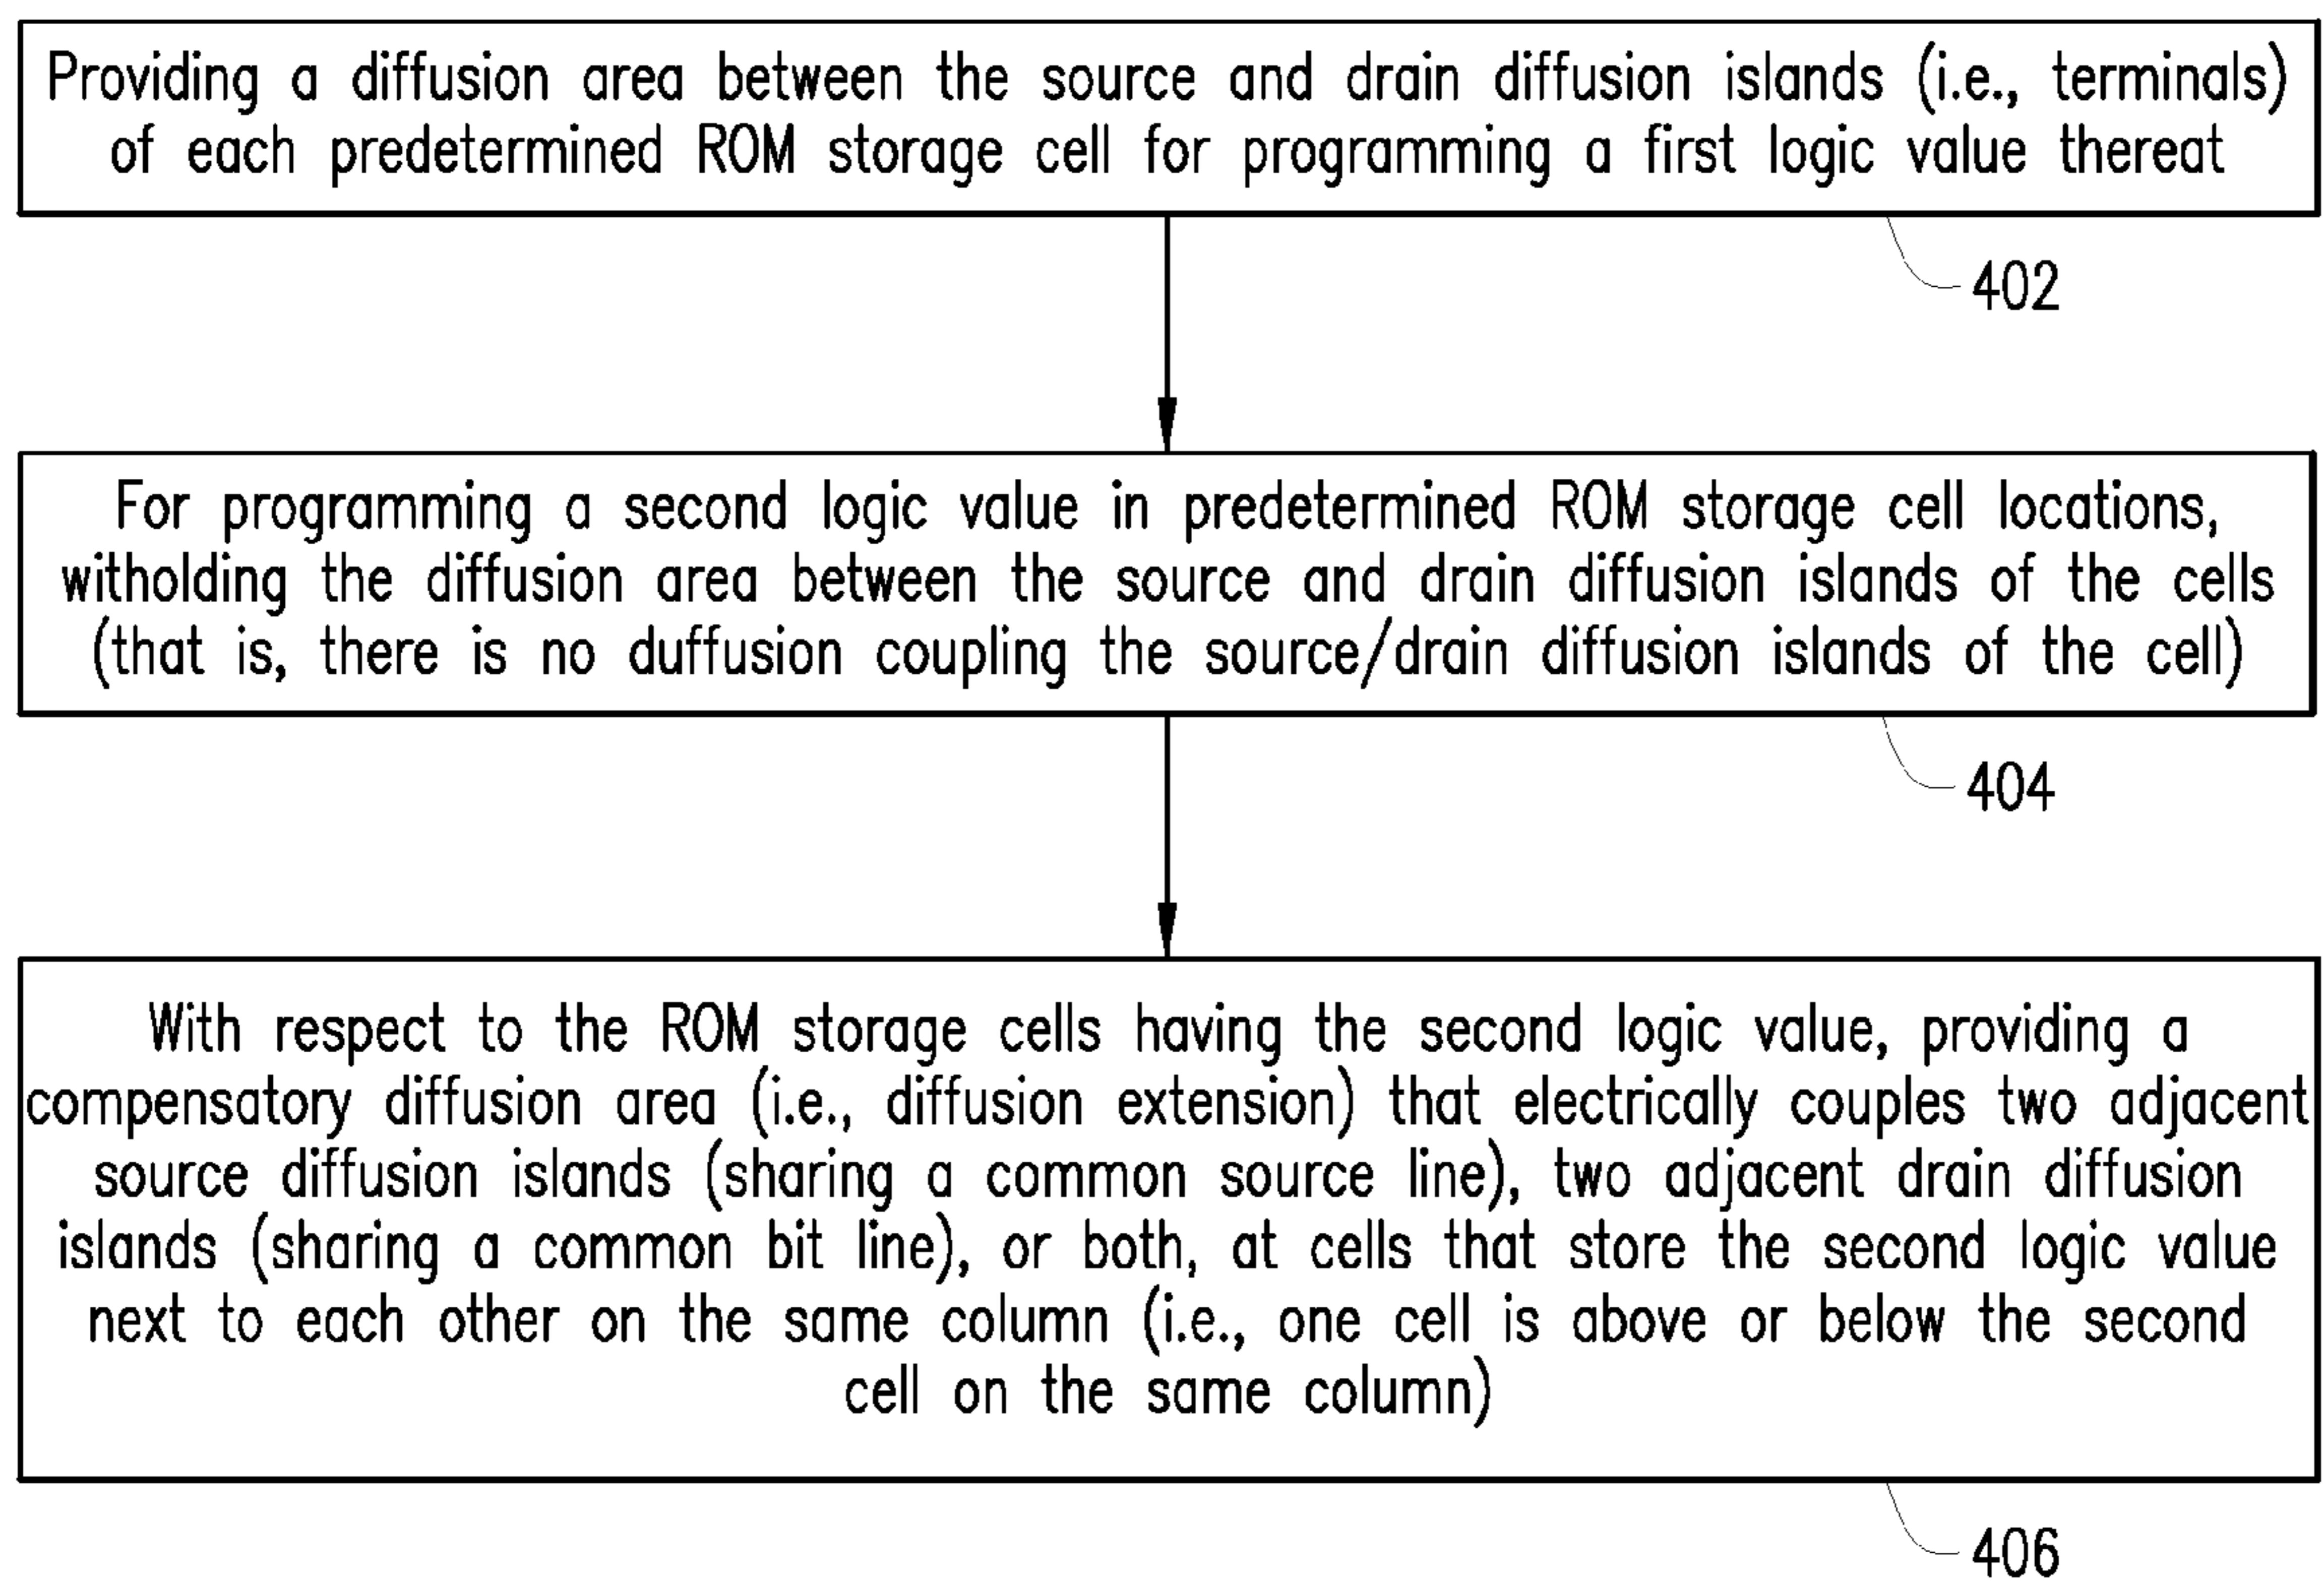 Providing a diffusion area between the source and drain diffusion islands (i.e., terminals)
of each predetermined ROM storage cell for programming a first logic value thereat
402
For programming a second logic value in predetermined ROM storage cell locations,
witholding the diffusion area between the source and drain diffusion islands of the cells
(that is, there is no duffusion coupling the source/drain diffusion islands of the cell)
404
With respect to the ROM storage cells having the second logic value, providing a
compensatory diffusion area (i.e., diffusion extension) that electrically couples two adjacent
source diffusion islands (sharing a common source line), two adjacent drain diffusion
islands (sharing a common bit line), or both, at cells that store the second logic value
next to each other on the same column (i.e., one cell is above or below the second
cell on the same column)
406